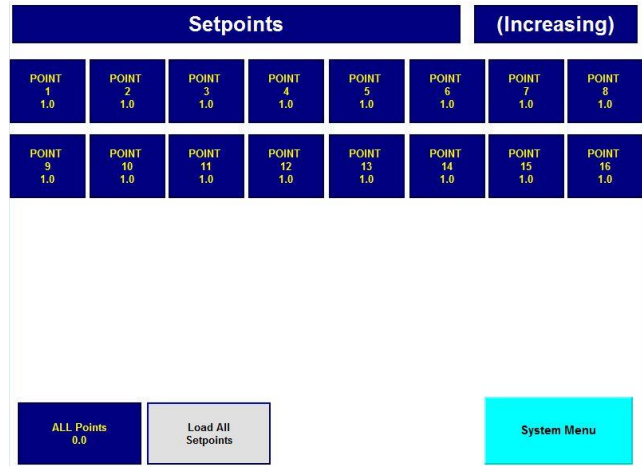 Setpoints
(Increasing)
POINT
1
1.0
POINT
2
1.0
POINT
3
1.0
POINT
4
1.0
POINT
5
1.0
POINT
6
1.0
POINT
7
1.0
POINT
8
1.0
POINT
9
1.0
POINT
10
1.0
POINT
11
1.0
POINT
12
1.0
POINT
13
1.0
POINT
14
1.0
POINT
15
1.0
POINT
16
1.0
ALL Points
0.0
Load All
Setpoints
System Menu